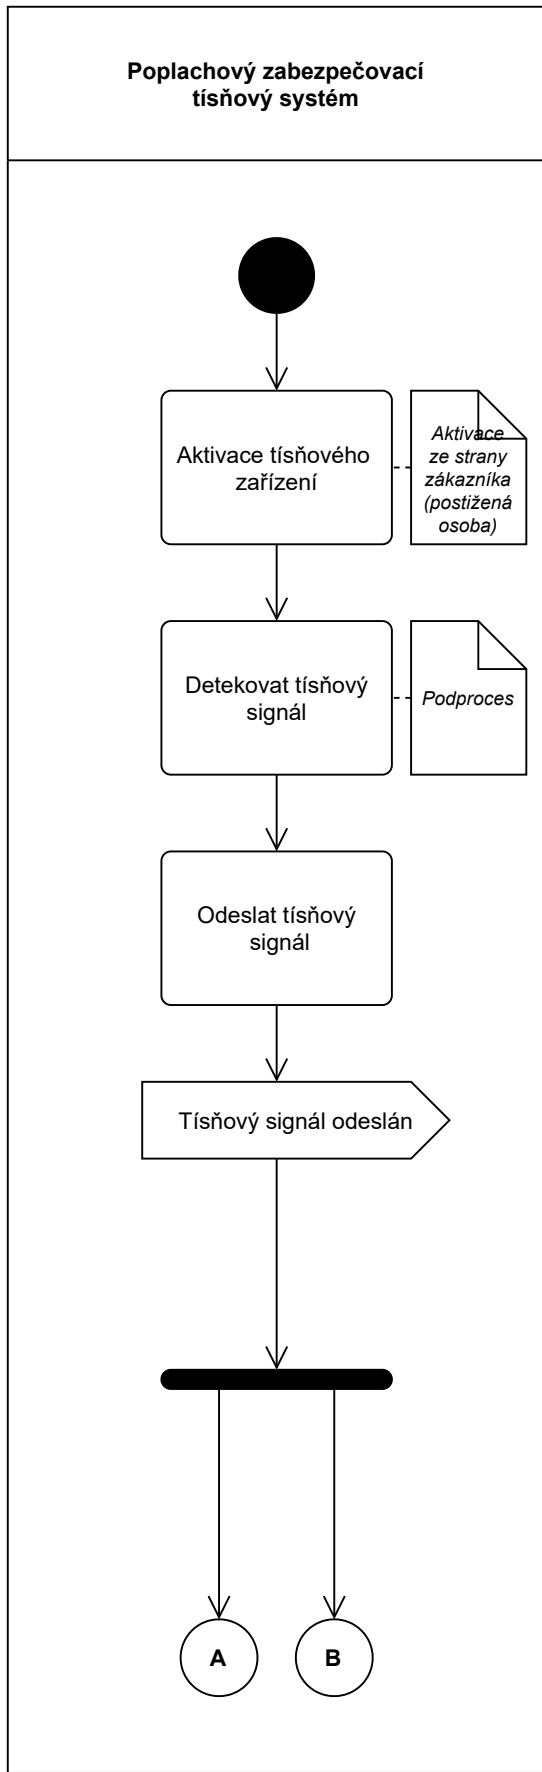 Poplachový zabezpečovací
tísňový systém
Aktivace tísňového
zařízení
Aktivace
ze strany
zákazníka
(postižená
osoba)
Detekovat tísňový
signál
Podproces
Odeslat tísňový
signál
Tísňový signál odeslán
A
B